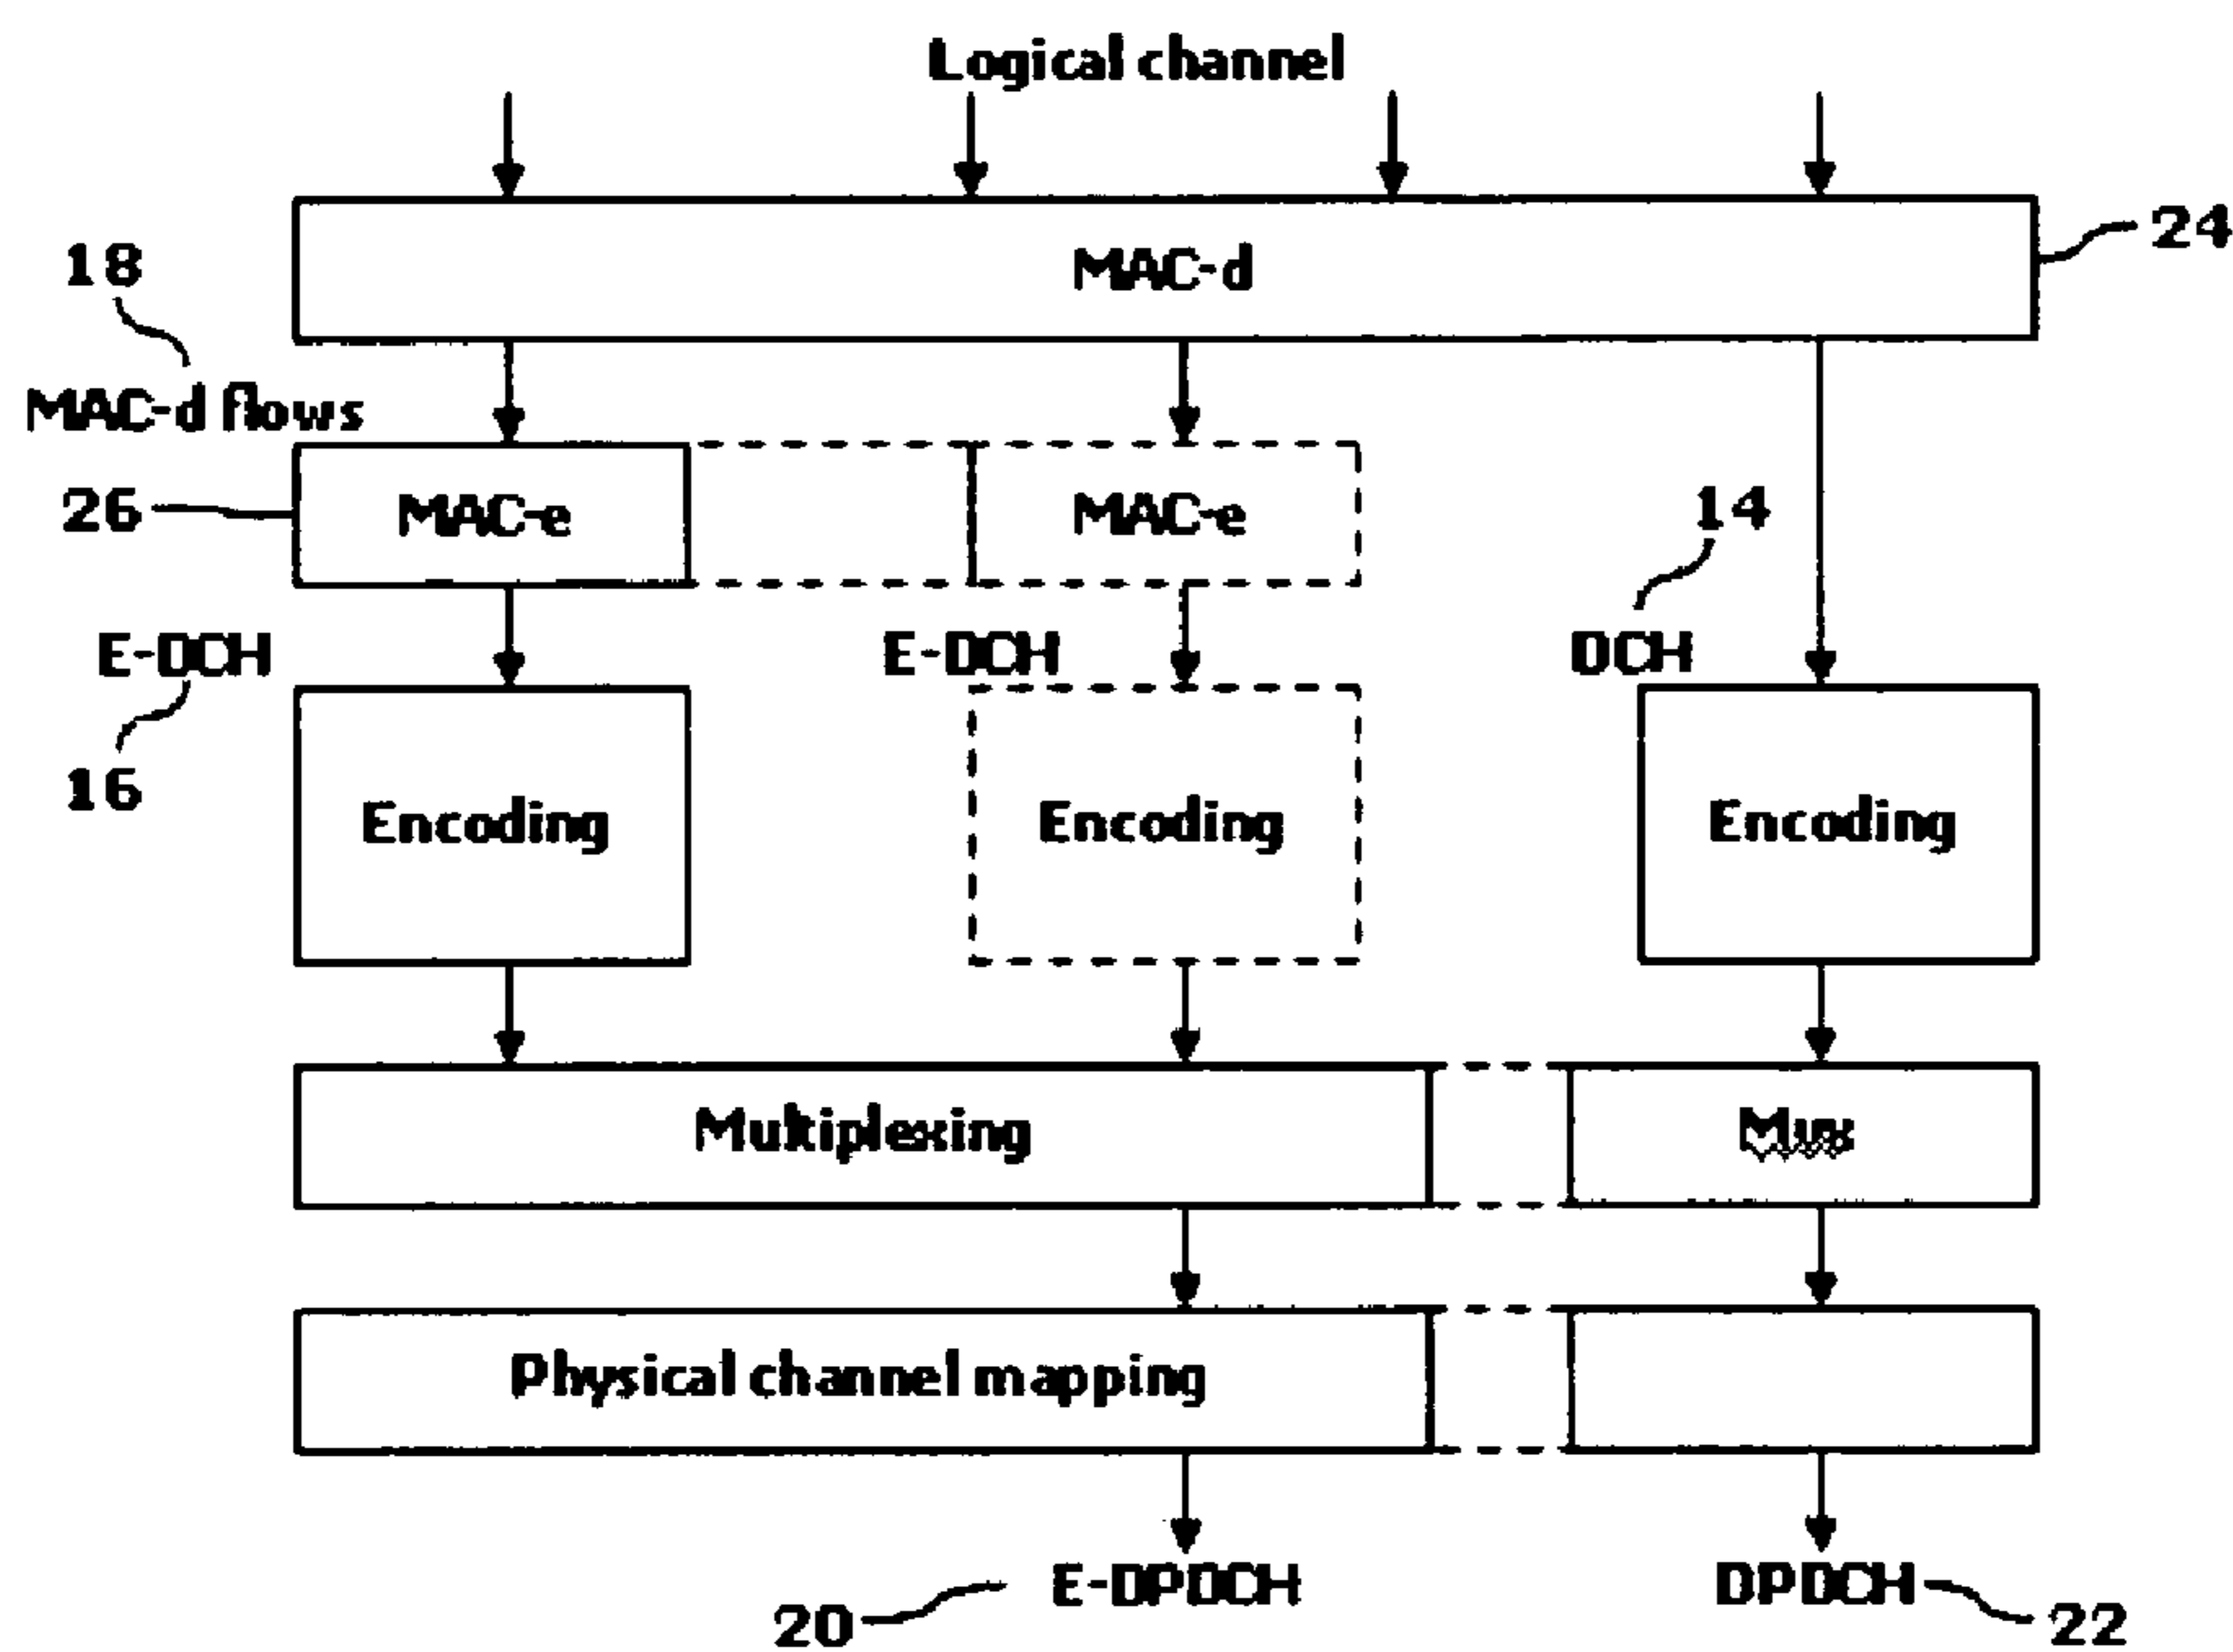 Logical channel
24
MAC-d
18
MAC-d flows
26
MAC-e
MAC-e
14
E-DCH
E-DCH
DCH
16
Encoding
Encoding
Encoding
Multiplexing
Mux
Physical channel mapping
E-DPDCH
DPDCH
20
22